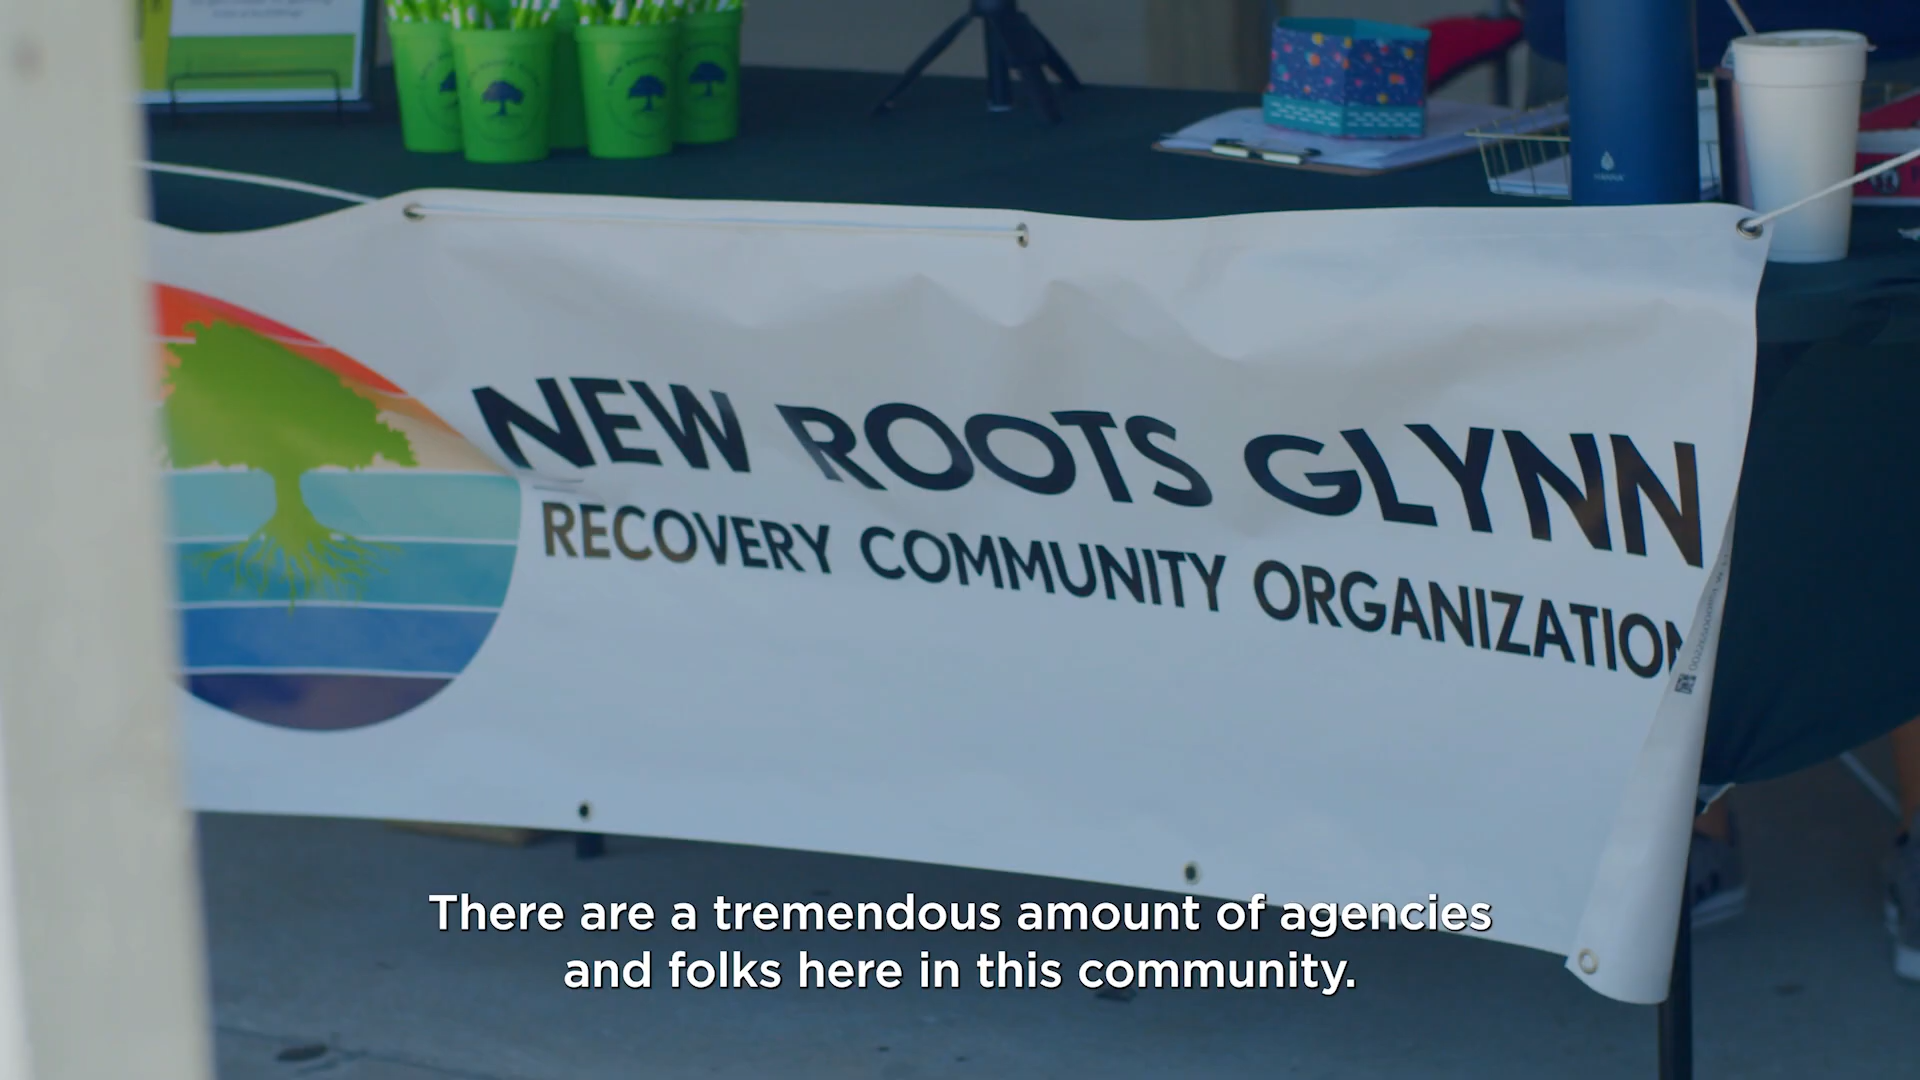 NEW ROOTS GLYNN
RECOVERY COMMUNITY ORGANIZATION
There are a tremendous amount of agencies
and folks here in this community.